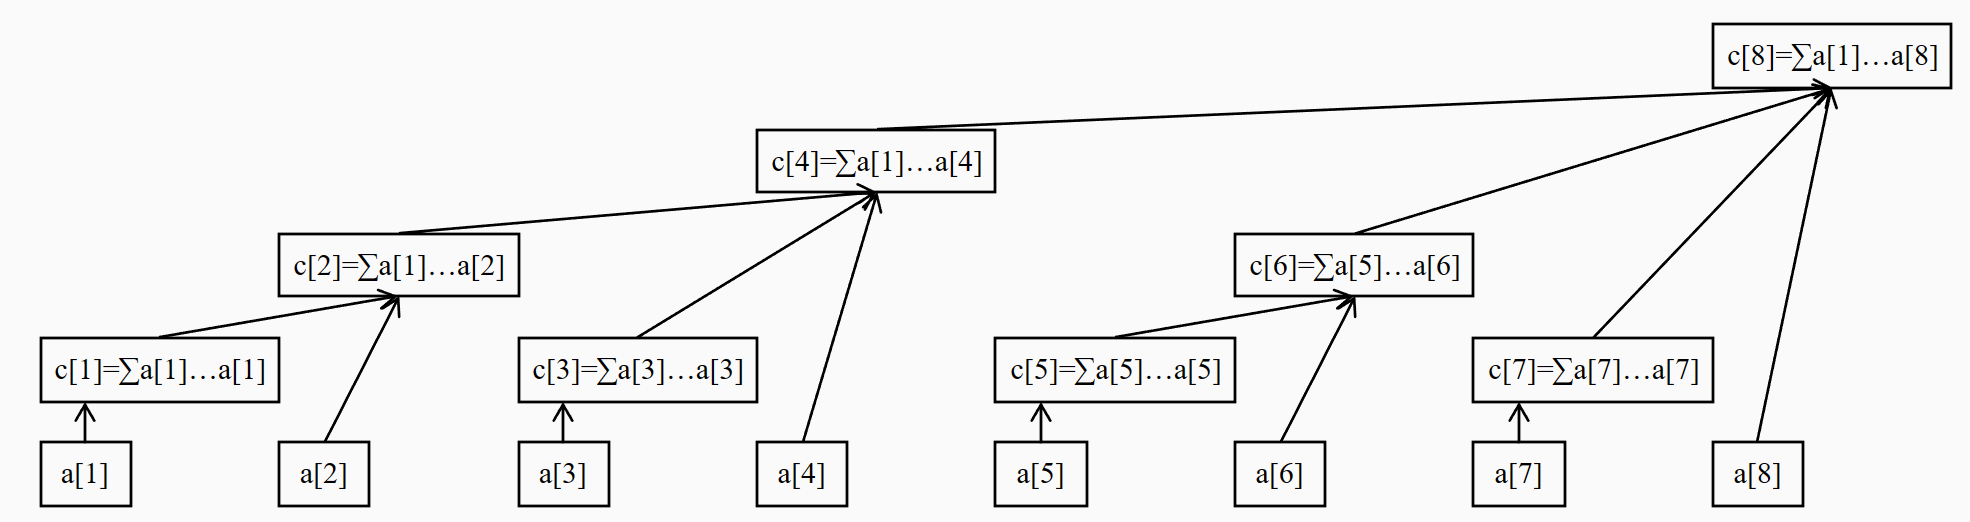 c[8]=∑a[1]…a[8]
c[4]=∑a[1]…a[4]
c[2]=∑a[1]…a[2]
c[6]=∑a[5]…a[6]
c[1]=∑a[1]…a[1]
c[3]=∑a[3]…a[3]
c[5]=∑a[5]…a[5]
c[7]=∑a[7]…a[7]
a[1]
a[2]
a[3]
a[4]
a[5]
a[6]
a[7]
a[8]